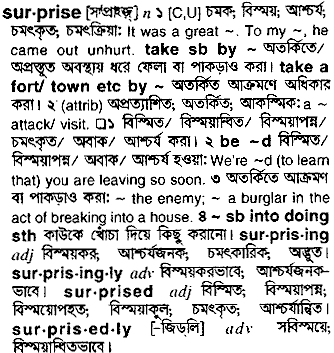 sur·prise [সা'প্রাইজ়] n ১ [C,U] চমক; বিস্ময়; আশ্চর্য;
চমৎকৃত; চমৎক্রিয়া: It was a great ~. To my ~, he
came out unhurt. take sb by ~ অতর্কিতে/
অপ্রস্তুত অবস্থায় ধরে ফেলা বা পাকড়াও করা। take a
fort/ town etc by ~ অতর্কিত আক্রমণে অধিকার
করা। ২ (attrib) অপ্রত্যাশিত; অতর্কিত; আকস্মিক: a ~
attack/ visit. □১ বিস্মিত/ বিস্ময়ান্বিত/ বিস্ময়াপন্ন/
চমৎকৃত/ অবাক/ আশ্চর্য করা। ২ be ~d বিস্মিত/
বিস্ময়াপন্ন/ অবাক/ আশ্চর্য হওয়া: We're ~d (to learn
that) you are leaving so soon. ৩ অতর্কিতে আক্রমণ
বা পাকড়াও করা: ~ the enemy; ~ a burglar in the
act of breaking into a house. ৪ ~ sb into doing
sth কাউকে খোঁচা দিয়ে কিছু করানো। sur·pris·ing
adj বিস্ময়কর; আশ্চর্যজনক; চমৎকারিক; অদ্ভুত।
sur·pris·ing·ly adv বিস্ময়করভাবে; আশ্চর্যজনক-
ভাবে। sur·prised adj বিস্মিত; বিস্ময়াপন্ন;
বিস্ময়োপহত; বিস্ময়াকুল; চমৎকৃত; আশ্চর্যান্বিত।
sur·pris·ed·ly [-জ়িড্‌লি] adv সবিস্ময়ে;
বিস্ময়ান্বিতভাবে।